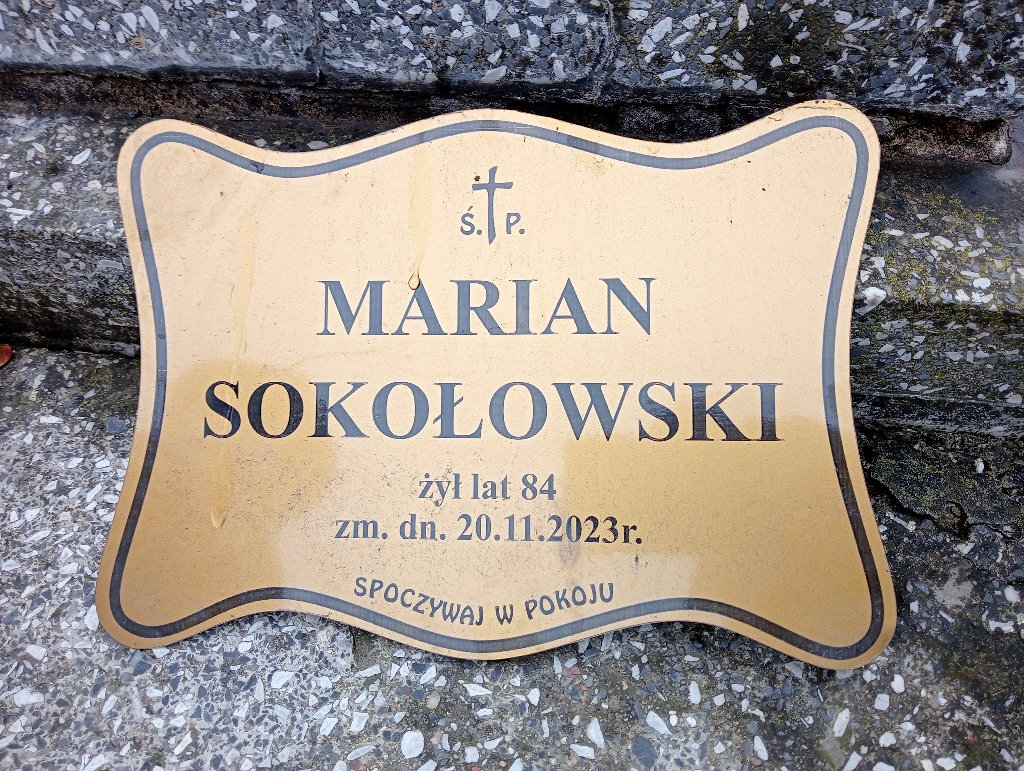 Ś.P.
MARIAN
SOKOŁOWSKI
żył lat 84
zm. dn. 20.11.2023r.
SPOCZYWAJ W POKOJU